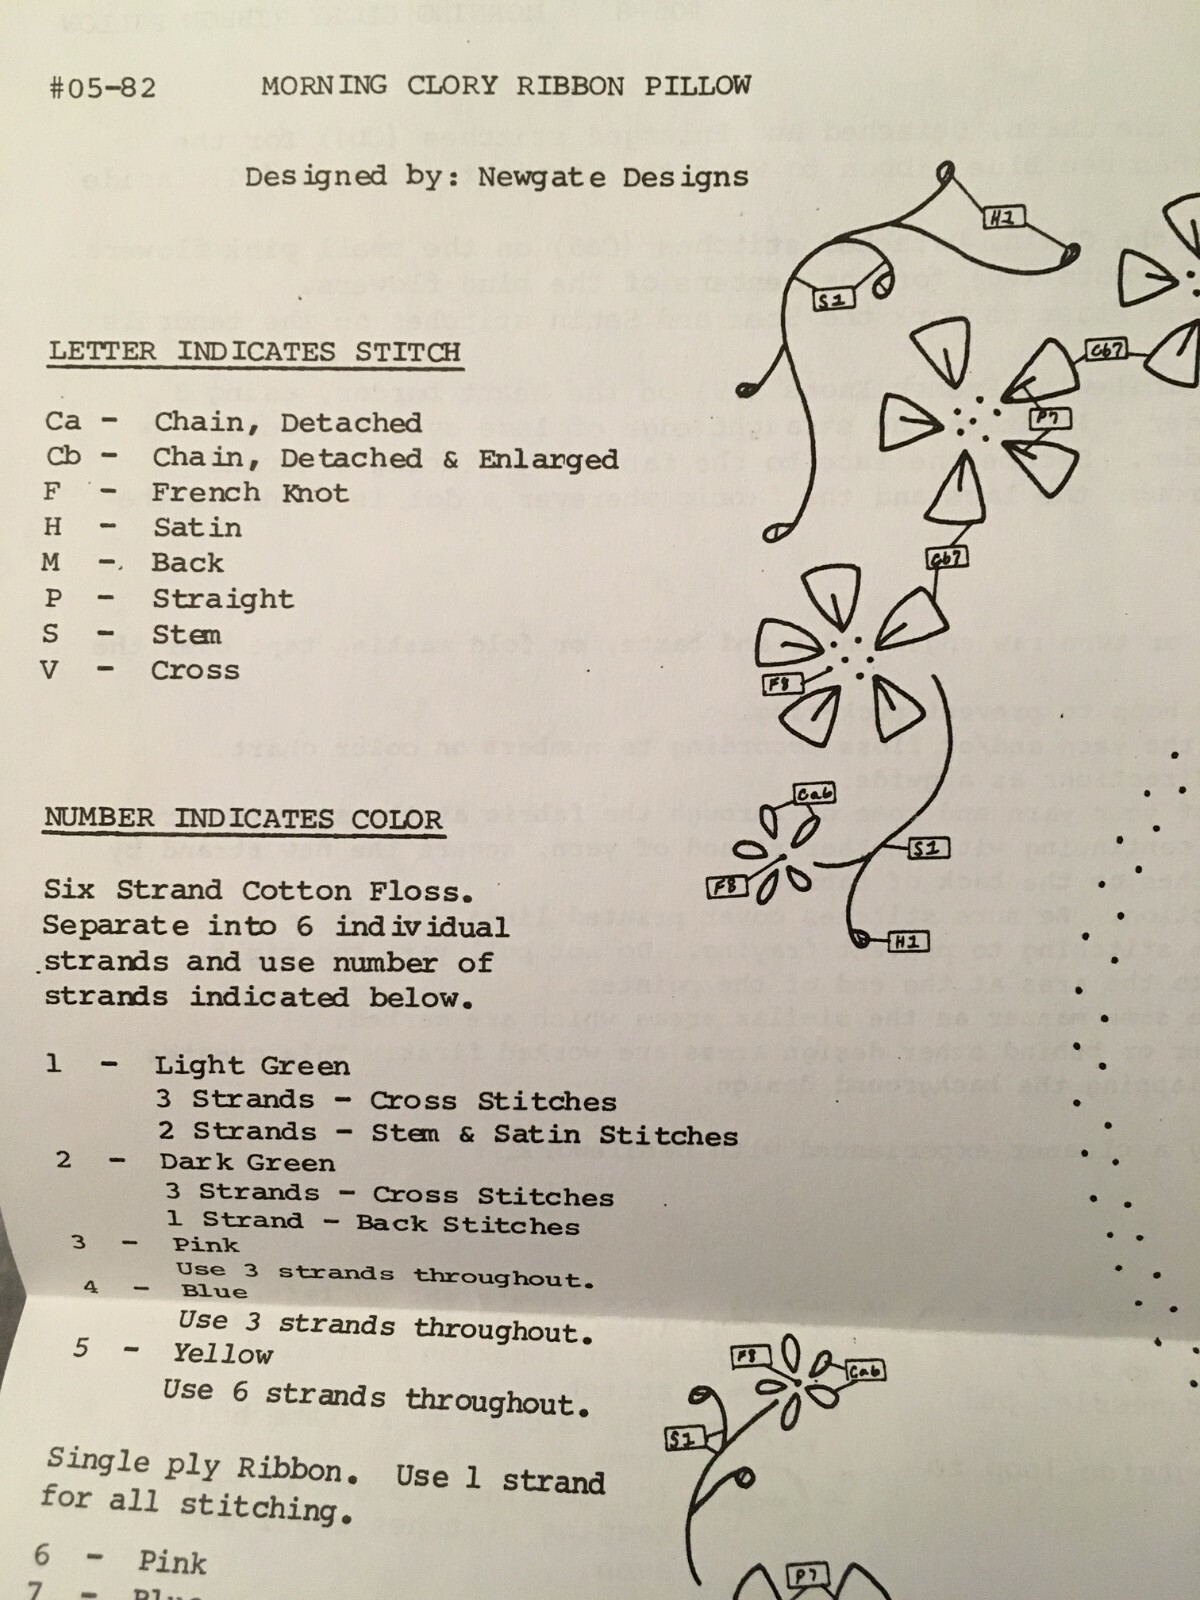 #05-82 MORNING CLORY RIBBON PILLOW
Designed by: Newgate Designs
LETTER INDICATES STITCH
Ca - Chain, Detached
Cb - Chain, Detached & Enlarged
F - French Knot
H - Satin
M - Back
P - Straight
S - Stem
V - Cross
NUMBER INDICATES COLOR
Six Strand Cotton Floss.
Separate into 6 individual
strands and use number of
strands indicated below.
1 - Light Green
3 Strands - Cross Stitches
2 Strands - Stem & Satin Stitches
2 - Dark Green
3 Strands - Cross Stitches
1 Strand - Back Stitches
3 - Pink
Use 3 strands throughout.
4 - Blue
Use 3 strands throughout.
5 - Yellow
Use 6 strands throughout.
Single ply Ribbon. Use 1 strand
for all stitching.
6 - Pink
7 - Blue
H1
S1
Cb7
P7
Cb7
F8
Ca6
F8
S1
H1
F8
Ca6
S1
P7